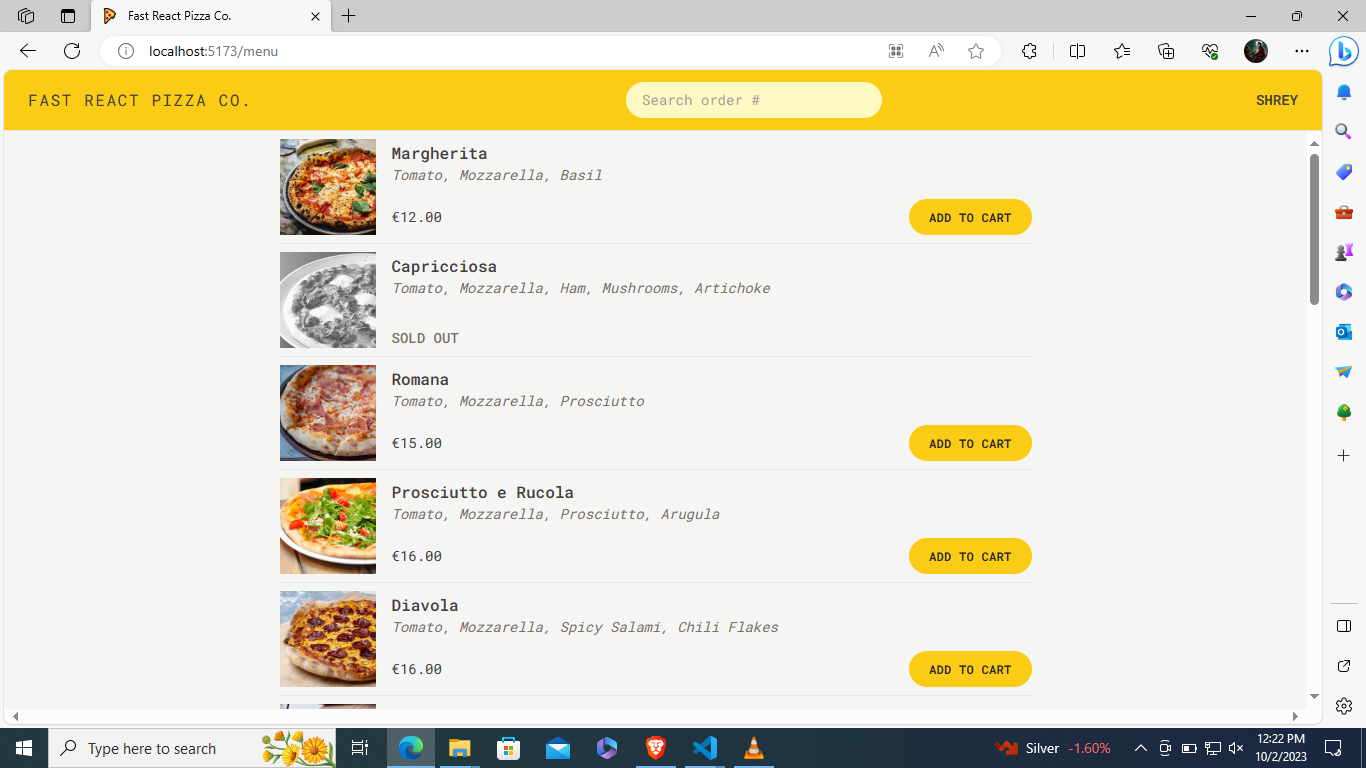 Fast React Pizza Co.
localhost:5173/menu
FAST REACT PIZZA CO.
Search order #
SHREY
Margherita
Tomato, Mozzarella, Basil
€12.00
ADD TO CART
Capricciosa
Tomato, Mozzarella, Ham, Mushrooms, Artichoke
SOLD OUT
Romana
Tomato, Mozzarella, Prosciutto
€15.00
ADD TO CART
Prosciutto e Rucola
Tomato, Mozzarella, Prosciutto, Arugula
€16.00
ADD TO CART
Diavola
Tomato, Mozzarella, Spicy Salami, Chili Flakes
€16.00
ADD TO CART
Type here to search
Silver -1.60%
12:22 PM
10/2/2023